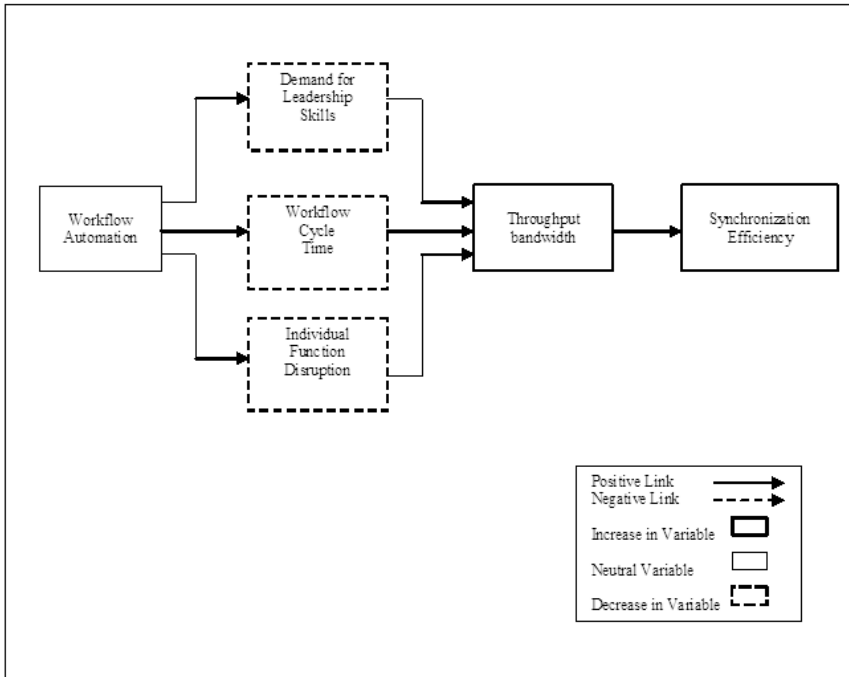 Demand for
Leadership
Skills
Workflow
Automation
Workflow
Cycle
Time
Throughput
bandwidth
Synchronization
Efficiency
Individual
Function
Disruption
Positive Link
Negative Link
Increase in Variable
Neutral Variable
Decrease in Variable